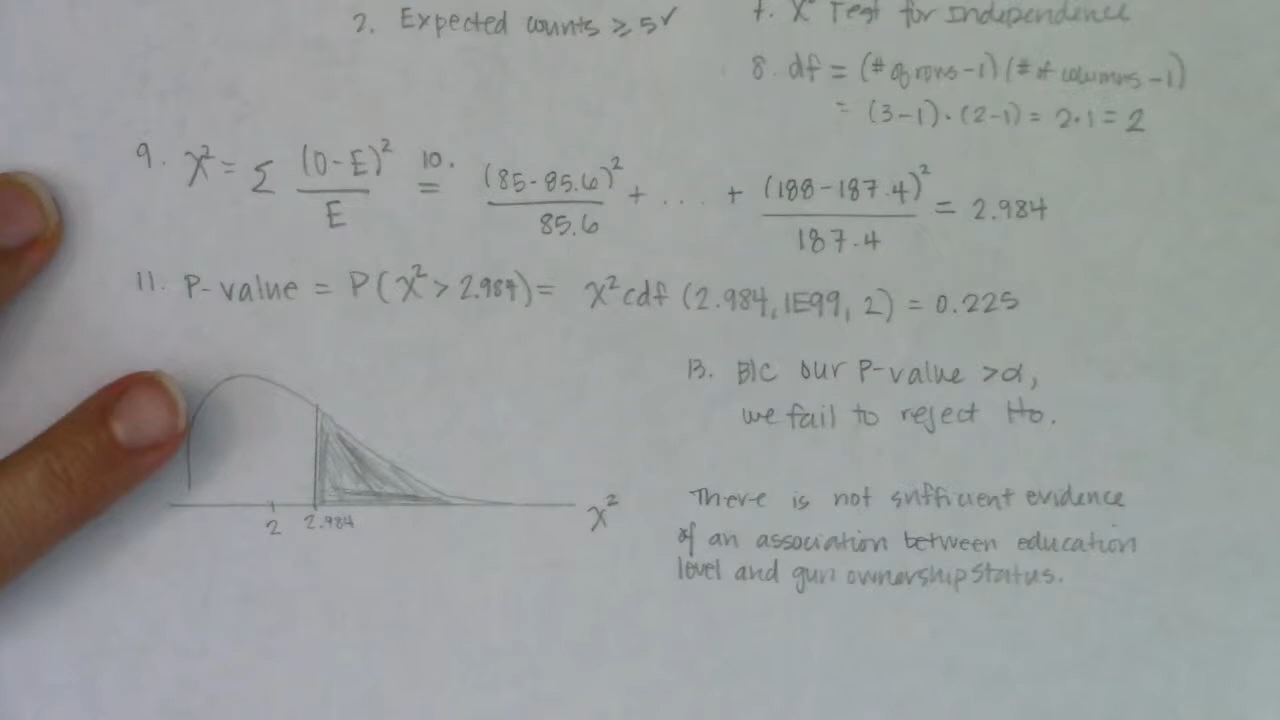 2. Expected counts ≥ 5 ✓
7. χ² Test for Independence
8. df = (# of rows - 1)(# of columns - 1)
= (3-1)·(2-1) = 2·1 = 2
9. χ² = Σ (O-E)²/E 10. = (85-85.6)²/85.6 + ... + (188-187.4)²/187.4 = 2.984
11. P-value = P(χ² > 2.984) = χ²cdf (2.984, 1E99, 2) = 0.225
13. B/c our P-value > α,
we fail to reject Ho.
There is not sufficient evidence
of an association between education
level and gun ownership status.
2 2.984 χ²